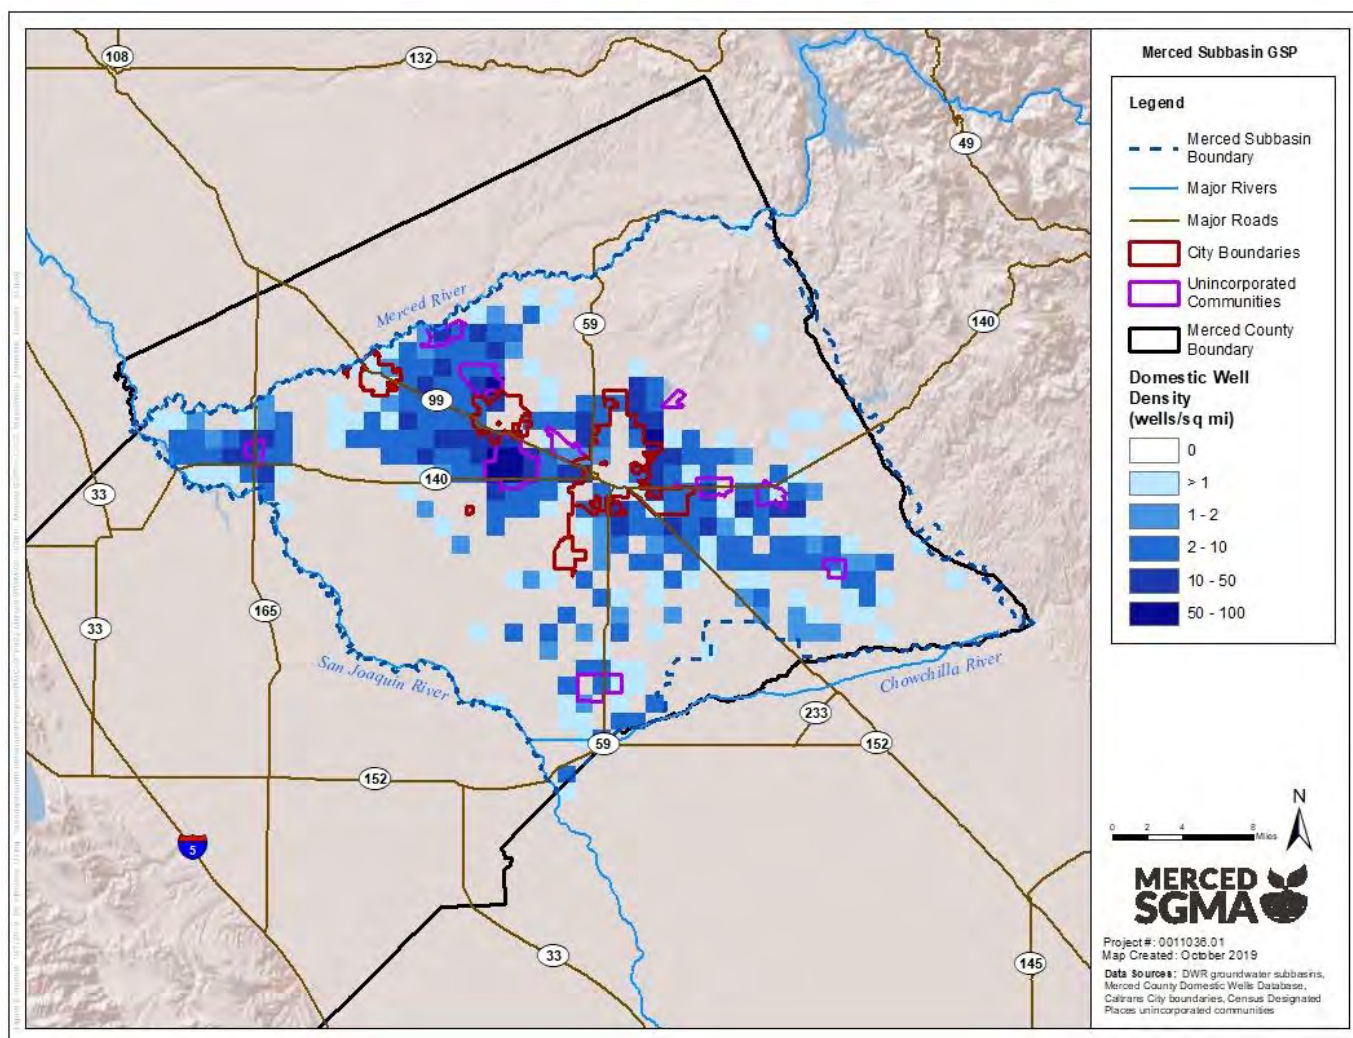 108
132
49
Merced River
59
140
99
140
33
165
33
San Joaquin River
Chowchilla River
233
59
152
152
5
33
145
Merced Subbasin GSP
Legend
Merced Subbasin
Boundary
Major Rivers
Major Roads
City Boundaries
Unincorporated
Communities
Merced County
Boundary
Domestic Well
Density
(wells/sq mi)
0
> 1
1 - 2
2 - 10
10 - 50
50 - 100
N
0 2 4 8
Miles
MERCED
SGMA
Project #: 0011036.01
Map Created: October 2019
Data Sources: DWR groundwater subbasins,
Merced County Domestic Wells Database,
Caltrans City boundaries, Census Designated
Places unincorporated communities